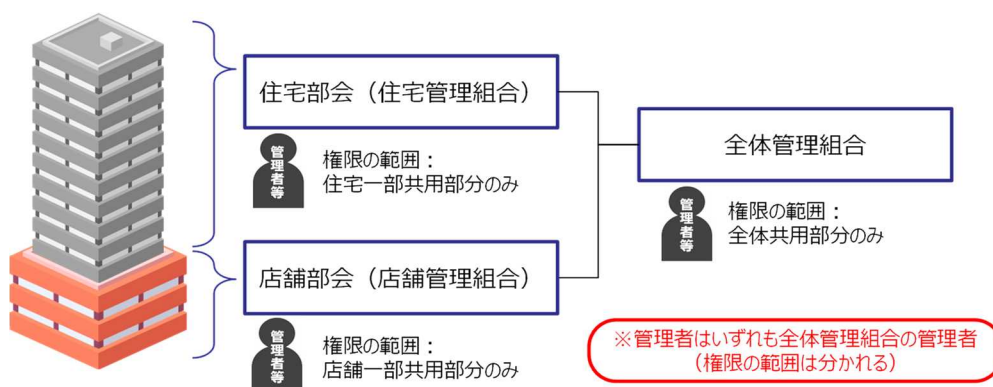 住宅部会（住宅管理組合）
管理者等
権限の範囲：
住宅一部共用部分のみ
店舗部会（店舗管理組合）
管理者等
権限の範囲：
店舗一部共用部分のみ
全体管理組合
管理者等
権限の範囲：
全体共用部分のみ
※管理者はいずれも全体管理組合の管理者
（権限の範囲は分かれる）